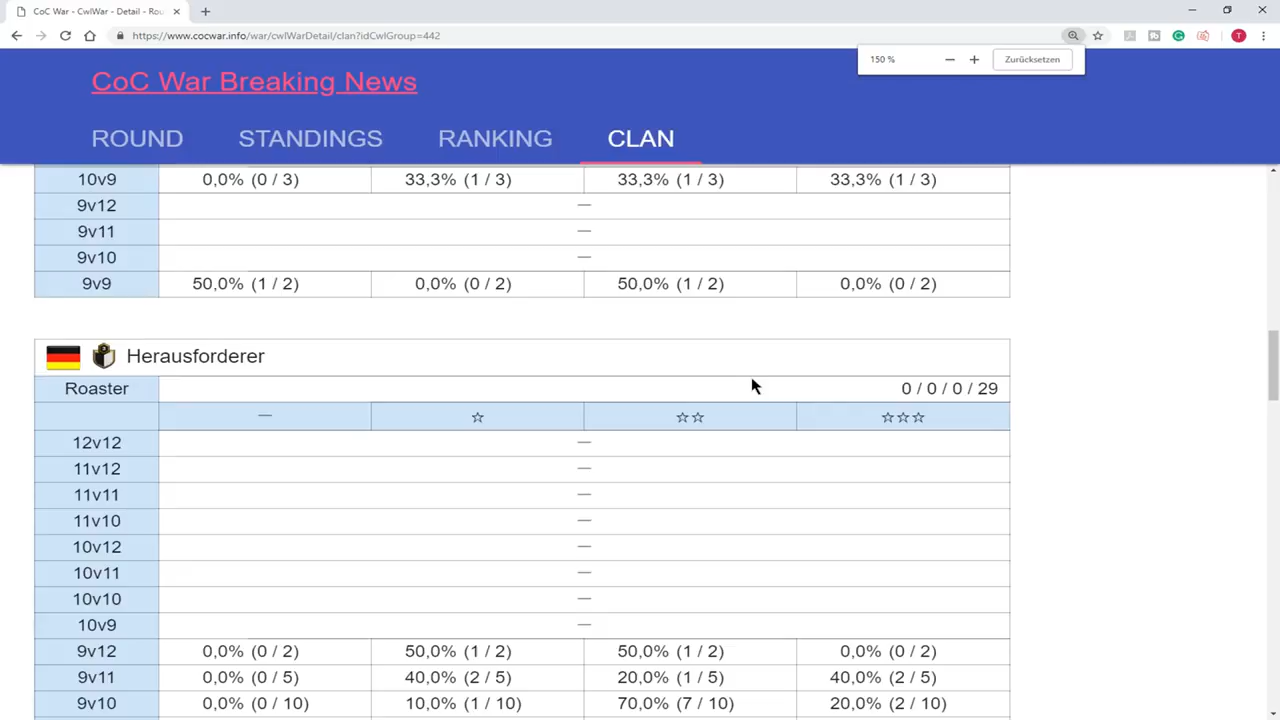 CoC War - CwlWar - Detail - Rou
https://www.cocwar.info/war/cwlWarDetail/clan?idCwlGroup=442
T
150 % — + Zurücksetzen
CoC War Breaking News
ROUND STANDINGS RANKING CLAN
10v9 0,0% (0 / 3) 33,3% (1 / 3) 33,3% (1 / 3) 33,3% (1 / 3)
9v12 —
9v11 —
9v10 —
9v9 50,0% (1 / 2) 0,0% (0 / 2) 50,0% (1 / 2) 0,0% (0 / 2)
Herausforderer
Roaster 0 / 0 / 0 / 29
— ☆ ☆☆ ☆☆☆
12v12 —
11v12 —
11v11 —
11v10 —
10v12 —
10v11 —
10v10 —
10v9 —
9v12 0,0% (0 / 2) 50,0% (1 / 2) 50,0% (1 / 2) 0,0% (0 / 2)
9v11 0,0% (0 / 5) 40,0% (2 / 5) 20,0% (1 / 5) 40,0% (2 / 5)
9v10 0,0% (0 / 10) 10,0% (1 / 10) 70,0% (7 / 10) 20,0% (2 / 10)